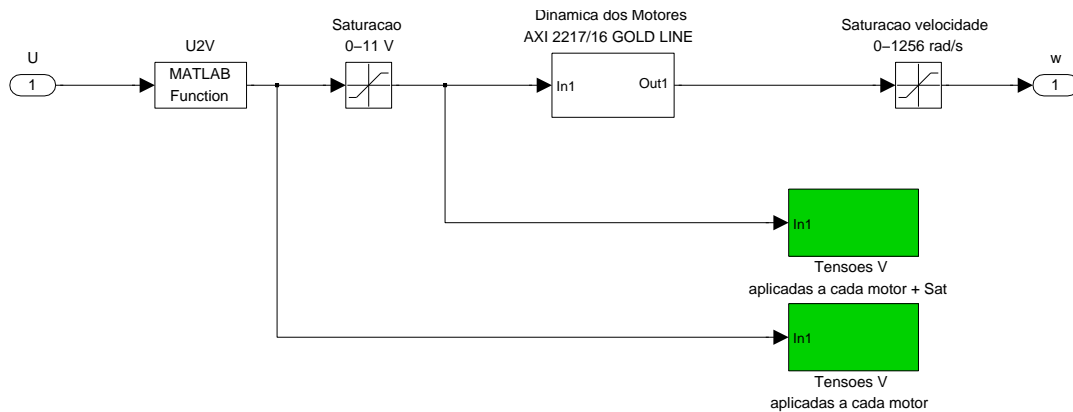 U
1
U2V
MATLAB
Function
Saturacao
0–11 V
Dinamica dos Motores
AXI 2217/16 GOLD LINE
In1
Out1
Saturacao velocidade
0–1256 rad/s
w
1
In1
Tensoes V
aplicadas a cada motor + Sat
In1
Tensoes V
aplicadas a cada motor